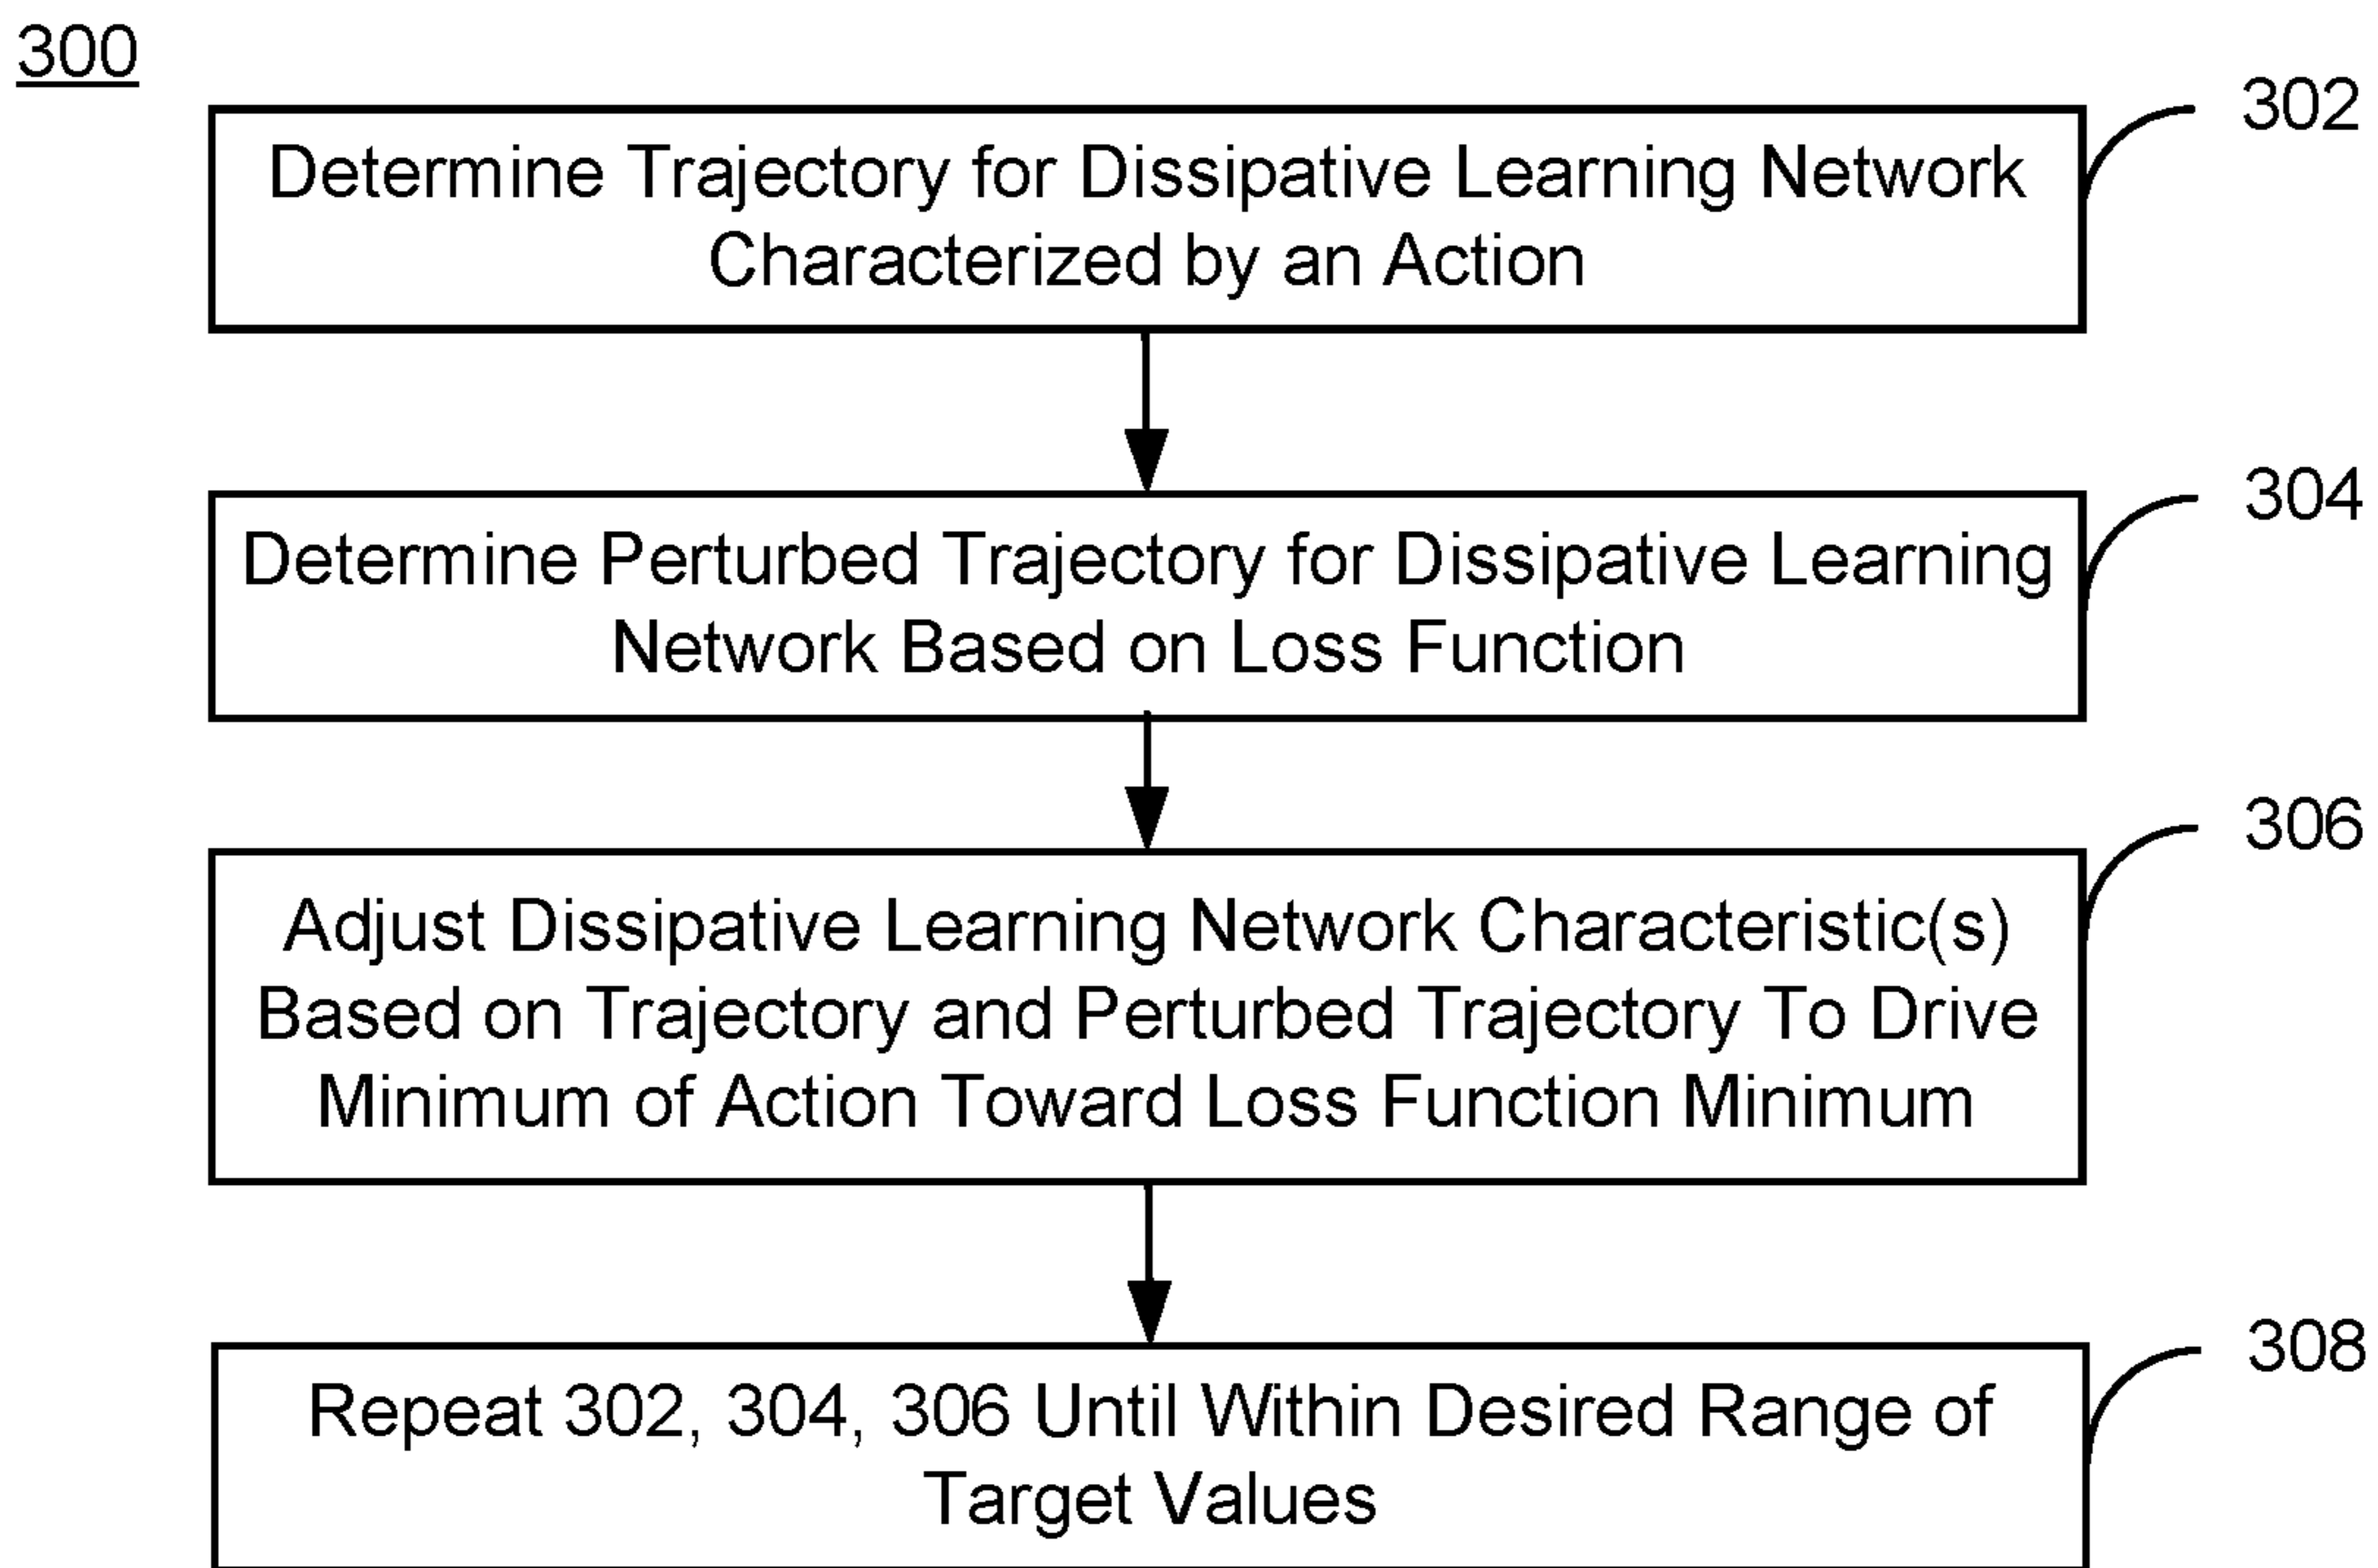 300
302
Determine Trajectory for Dissipative Learning Network
Characterized by an Action
304
Determine Perturbed Trajectory for Dissipative Learning
Network Based on Loss Function
306
Adjust Dissipative Learning Network Characteristic(s)
Based on Trajectory and Perturbed Trajectory To Drive
Minimum of Action Toward Loss Function Minimum
308
Repeat 302, 304, 306 Until Within Desired Range of
Target Values